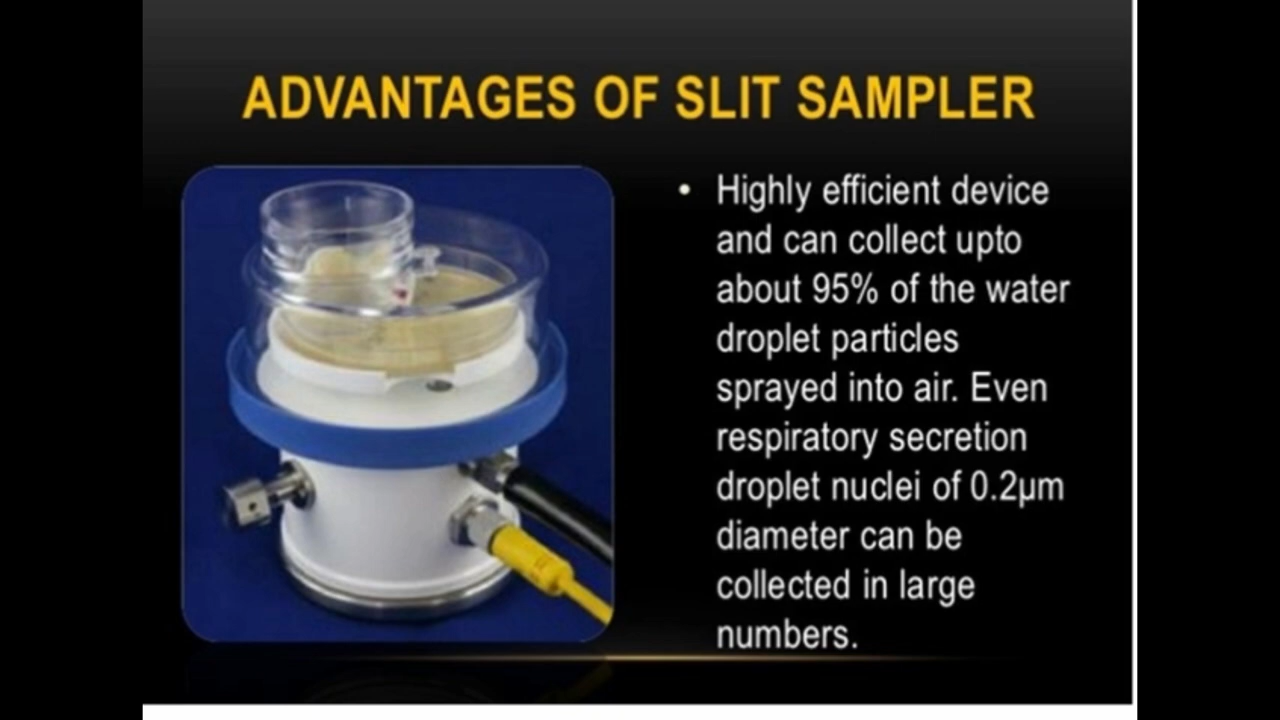 ADVANTAGES OF SLIT SAMPLER
• Highly efficient device
and can collect upto
about 95% of the water
droplet particles
sprayed into air. Even
respiratory secretion
droplet nuclei of 0.2µm
diameter can be
collected in large
numbers.